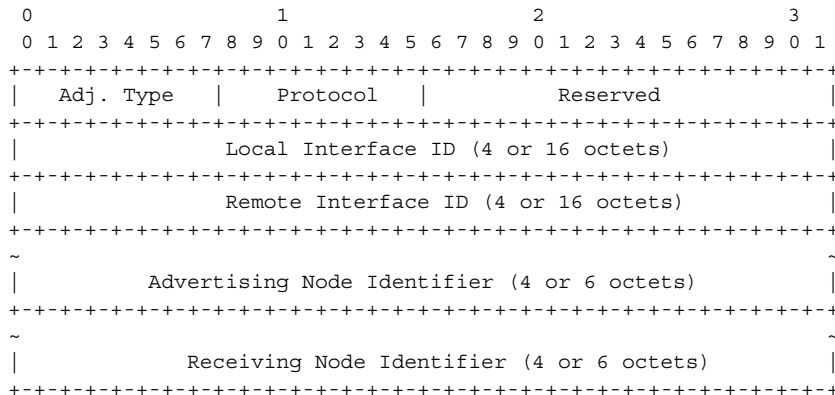 0                   1                   2                   3
 0 1 2 3 4 5 6 7 8 9 0 1 2 3 4 5 6 7 8 9 0 1 2 3 4 5 6 7 8 9 0 1
+-+-+-+-+-+-+-+-+-+-+-+-+-+-+-+-+-+-+-+-+-+-+-+-+-+-+-+-+-+-+-+-+
|   Adj. Type   |    Protocol   |          Reserved             |
+-+-+-+-+-+-+-+-+-+-+-+-+-+-+-+-+-+-+-+-+-+-+-+-+-+-+-+-+-+-+-+-+
|                Local Interface ID (4 or 16 octets)            |
+-+-+-+-+-+-+-+-+-+-+-+-+-+-+-+-+-+-+-+-+-+-+-+-+-+-+-+-+-+-+-+-+
|                Remote Interface ID (4 or 16 octets)           |
+-+-+-+-+-+-+-+-+-+-+-+-+-+-+-+-+-+-+-+-+-+-+-+-+-+-+-+-+-+-+-+-+
~                                                               ~
|          Advertising Node Identifier (4 or 6 octets)          |
+-+-+-+-+-+-+-+-+-+-+-+-+-+-+-+-+-+-+-+-+-+-+-+-+-+-+-+-+-+-+-+-+
~                                                               ~
|             Receiving Node Identifier (4 or 6 octets)         |
+-+-+-+-+-+-+-+-+-+-+-+-+-+-+-+-+-+-+-+-+-+-+-+-+-+-+-+-+-+-+-+-+